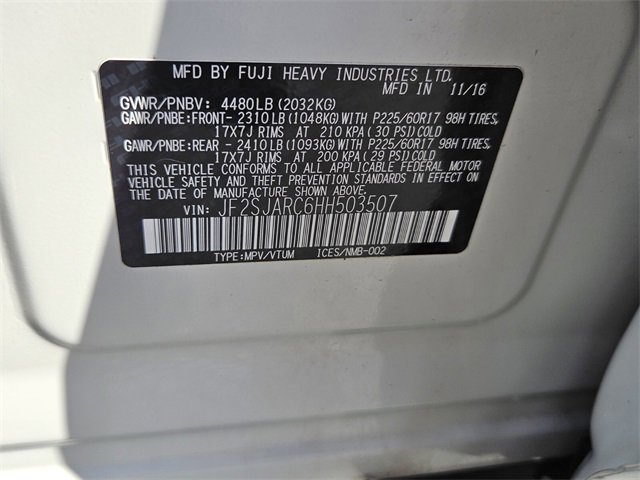 MFD BY FUJI HEAVY INDUSTRIES LTD.
MFD IN 11/16
GVWR/PNBV: 4480LB(2032KG)
GAWR/PNBE:FRONT- 2310LB(1048KG)WITH P225/60R17 98H TIRES,
17X7J RIMS AT 210 KPA(30 PSI)COLD
GAWR/PNBE:REAR - 2410LB(1093KG)WITH P225/60R17 98H TIRES,
17X7J RIMS AT 200 KPA(29 PSI)COLD
THIS VEHICLE CONFORMS TO ALL APPLICABLE FEDERAL MOTOR
VEHICLE SAFETY AND THEFT PREVENTION STANDARDS IN EFFECT ON
THE DATE OF MANUFACTURE SHOWN ABOVE.
VIN: JF2SJARC6HH503507
TYPE:MPV/VTUM ICES/NMB-002